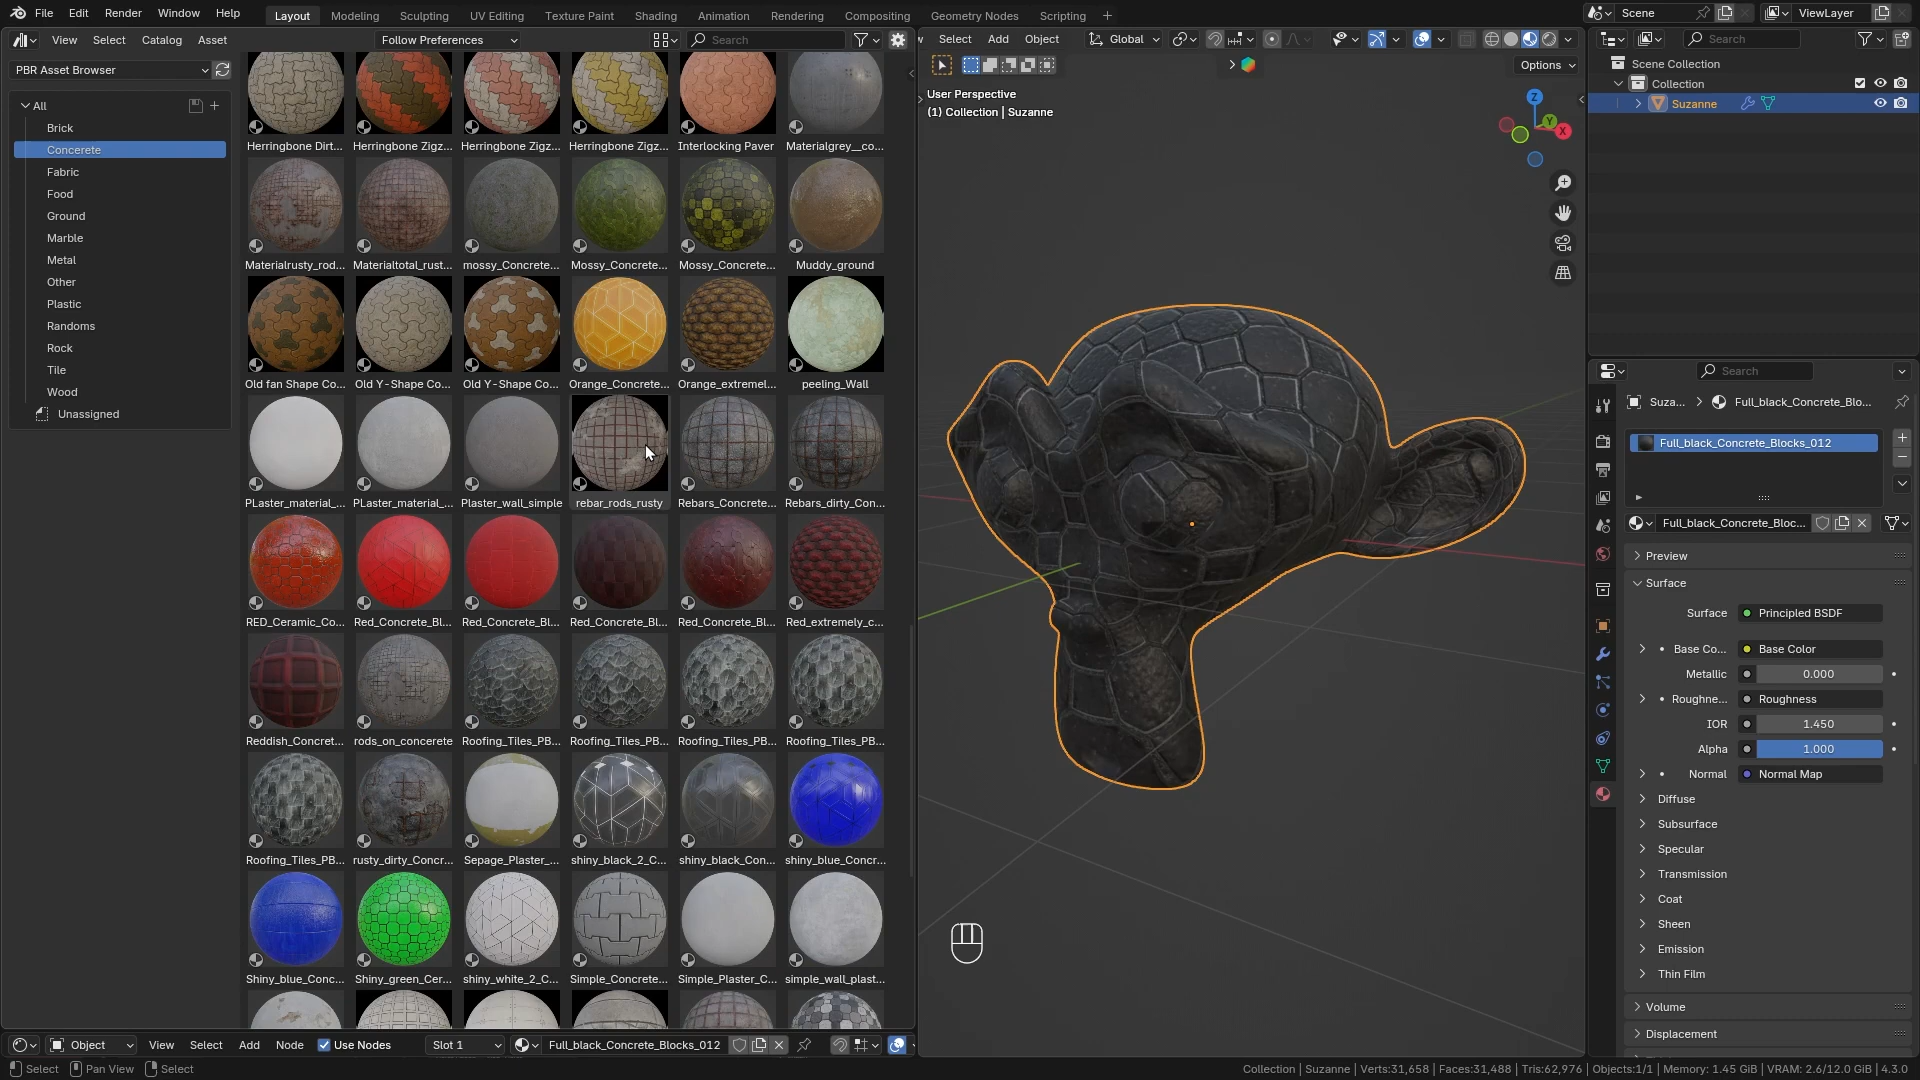 File Edit Render Window Help
Layout Modeling Sculpting UV Editing Texture Paint Shading Animation Rendering Compositing Geometry Nodes Scripting +
Scene ViewLayer
View Select Catalog Asset Follow Preferences Search
PBR Asset Browser
All
Brick
Concerete
Fabric
Food
Ground
Marble
Metal
Other
Plastic
Randoms
Rock
Tile
Wood
Unassigned
Herringbone Dirt... Herringbone Zigz... Herringbone Zigz... Herringbone Zigz... Interlocking Paver Materialgrey__co...
Materialrusty_rod... Materialtotal_rust... mossy_Concrete... Mossy_Concrete... Mossy_Concrete... Muddy_ground
Old fan Shape Co... Old Y-Shape Co... Old Y-Shape Co... Orange_Concrete... Orange_extremel... peeling_Wall
PLaster_material_... PLaster_material_... Plaster_wall_simple rebar_rods_rusty Rebars_Concrete... Rebars_dirty_Con...
RED_Ceramic_Co... Red_Concrete_Bl... Red_Concrete_Bl... Red_Concrete_Bl... Red_Concrete_Bl... Red_extremely_c...
Reddish_Concret... rods_on_concerete Roofing_Tiles_PB... Roofing_Tiles_PB... Roofing_Tiles_PB... Roofing_Tiles_PB...
Roofing_Tiles_PB... rusty_dirty_Concr... Sepage_Plaster_... shiny_black_2_C... shiny_black_Con... shiny_blue_Concr...
Shiny_blue_Conc... Shiny_green_Cer... shiny_white_2_C... Simple_Concrete... Simple_Plaster_C... simple_wall_plast...
Object View Select Add Node Use Nodes Slot 1 Full_black_Concrete_Blocks_012
Select Add Object Global
Options
User Perspective
(1) Collection | Suzanne
Z
Y
X
Search
Scene Collection
Collection
Suzanne
Search
Suza... > Full_black_Concrete_Blo...
Full_black_Concrete_Blocks_012
Full_black_Concrete_Bloc...
Preview
Surface
Surface Principled BSDF
Base Co... Base Color
Metallic 0.000
Roughne... Roughness
IOR 1.450
Alpha 1.000
Normal Normal Map
Diffuse
Subsurface
Specular
Transmission
Coat
Sheen
Emission
Thin Film
Volume
Displacement
Select Pan View Select
Collection | Suzanne | Verts:31,658 | Faces:31,488 | Tris:62,976 | Objects:1/1 | Memory: 1.45 GiB | VRAM: 2.6/12.0 GiB | 4.3.0